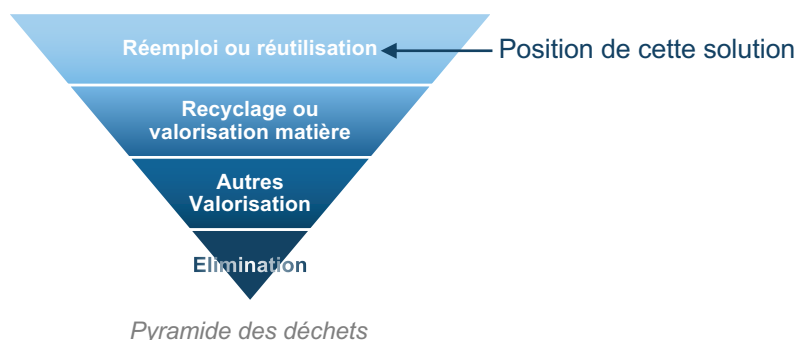 Réemploi ou réutilisation
Position de cette solution
Recyclage ou
valorisation matière
Autres
Valorisation
Elimination
Pyramide des déchets